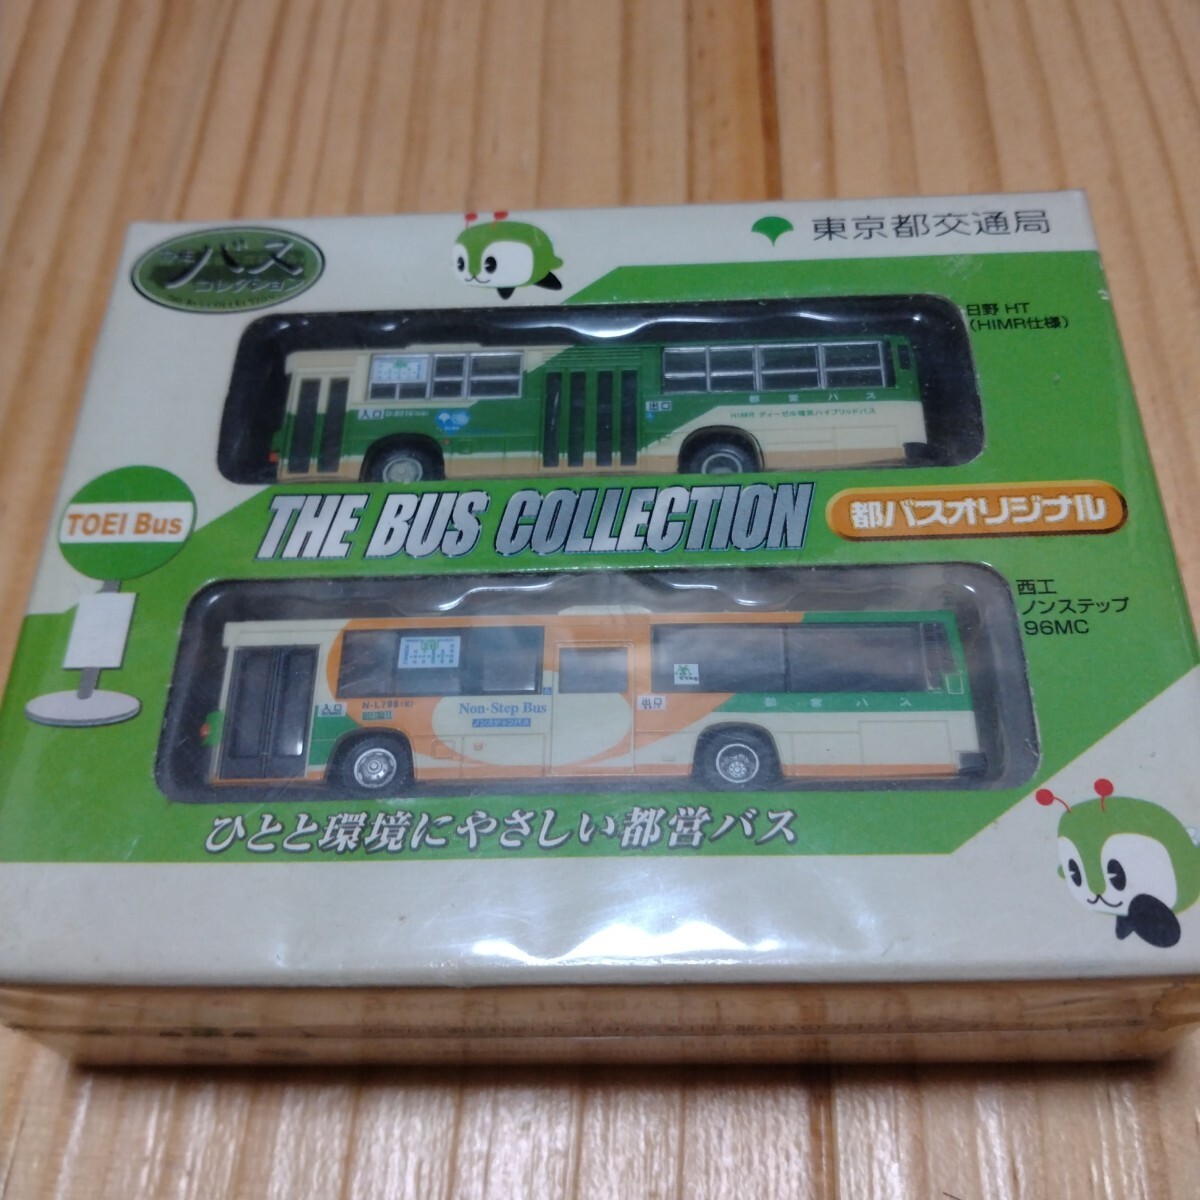 バス
コレクション
東京都交通局
日野 HT
(HIMR仕様)
入口
出口
都営バス
HIMR ディーゼル電気ハイブリッドバス
TOEI Bus
THE BUS COLLECTION
都バスオリジナル
西工
ノンステップ
96MC
入口
Non-Step Bus
ノンステップバス
出口
都営バス
ひとと環境にやさしい都営バス